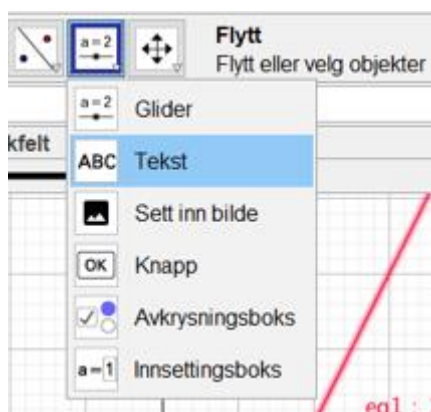 a=2
Flytt
Flytt eller velg objekter
a=2 Glider
kfelt
ABC Tekst
Sett inn bilde
OK Knapp
Avkrysningsboks
a=1 Innsettingsboks
eq1 :